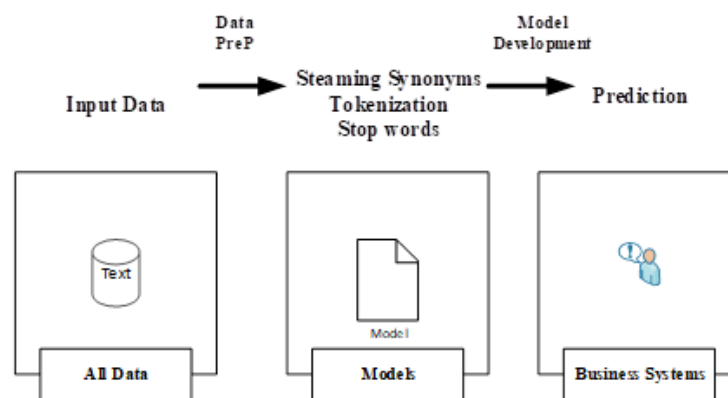 Data
PreP
Model
Development
Input Data
Steaming Synonyms
Tokenization
Stop words
Prediction
Text
Model
!
All Data
Models
Business Systems